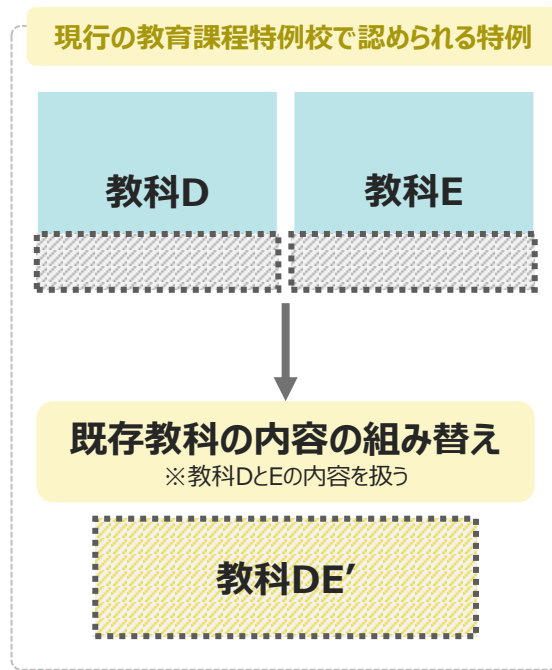 現行の教育課程特例校で認められる特例
教科D
教科E
既存教科の内容の組み替え
※教科DとEの内容を扱う
教科DE′